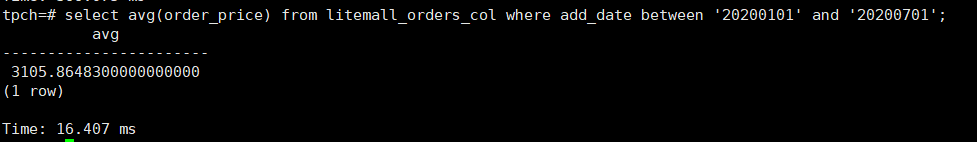 tpch=# select avg(order_price) from litemall_orders_col where add_date between '20200101' and '20200701';
avg
----------------------
3105.8648300000000000
(1 row)
Time: 16.407 ms